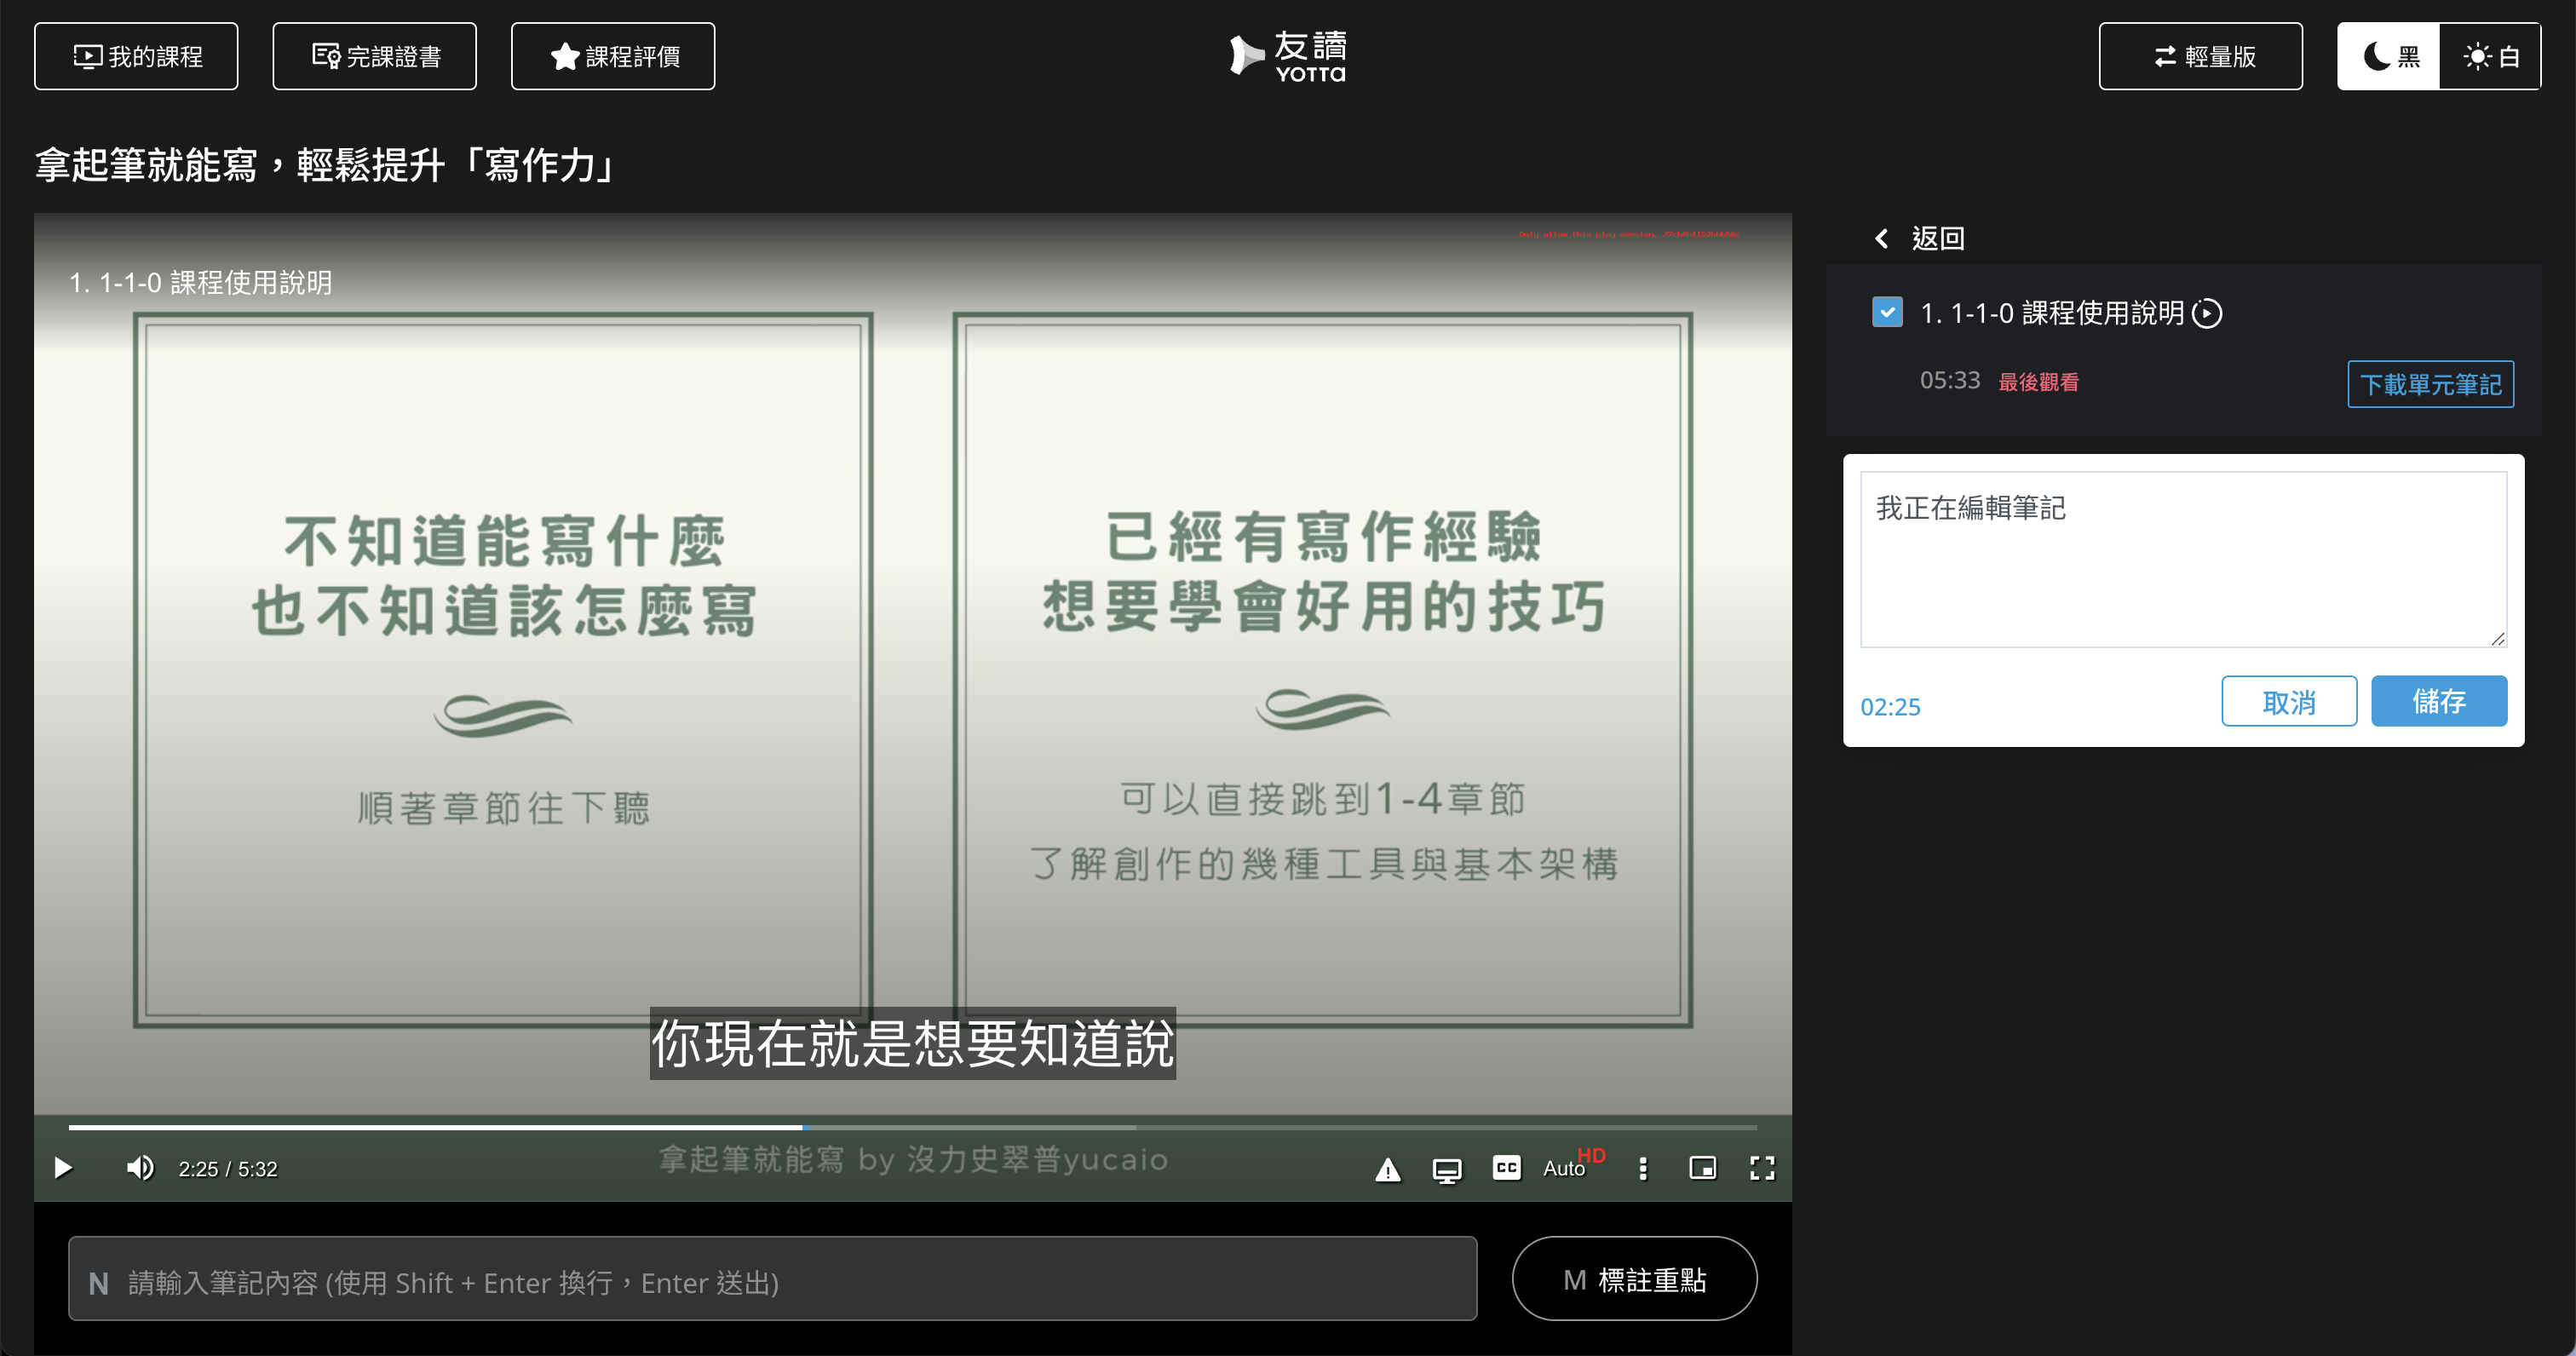 我的課程
完課證書
課程評價
友讀
YOTTA
輕量版
黑
白
拿起筆就能寫，輕鬆提升「寫作力」
1. 1-1-0 課程使用說明
不知道能寫什麼
也不知道該怎麼寫
順著章節往下聽
已經有寫作經驗
想要學會好用的技巧
可以直接跳到1-4章節
了解創作的幾種工具與基本架構
你現在就是想要知道說
拿起筆就能寫 by 沒力史翠普yucaio
2:25 / 5:32
CC
Auto
HD
N 請輸入筆記內容 (使用 Shift + Enter 換行，Enter 送出)
M 標註重點
返回
1. 1-1-0 課程使用說明
05:33 最後觀看
下載單元筆記
我正在編輯筆記
02:25
取消
儲存